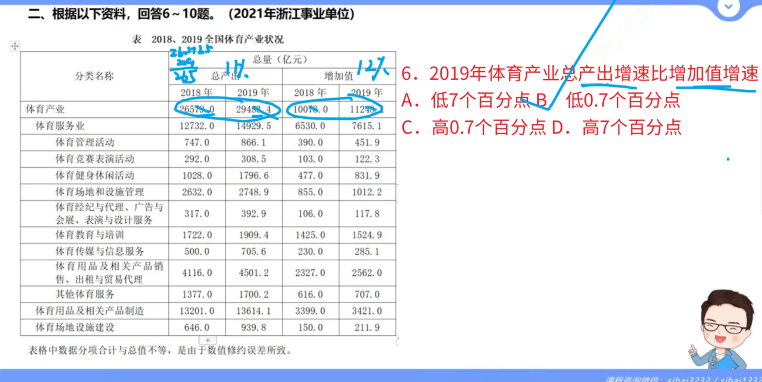 二、根据以下资料，回答6～10题。（2021年浙江事业单位）
表 2018、2019全国体育产业状况
分类名称 总量（亿元）
总产出 增加值
11% 12%
2018年 2019年 2018年 2019年
体育产业 26579.0 29483.4 10078.0
体育服务业 12732.0 14929.5 6530.0 7615.1
体育管理活动 747.0 866.1 390.0 451.9
体育竞赛表演活动 292.0 308.5 103.0 122.3
体育健身休闲活动 1028.0 1796.6 477.0 831.9
体育场地和设施管理 2632.0 2748.9 855.0 1012.2
体育经纪与代理、广告与
会展、表演与设计服务 317.0 392.9 106.0 117.8
体育教育与培训 1722.0 1909.4 1425.0 1524.9
体育传媒与信息服务 500.0 705.6 230.0 285.1
体育用品及相关产品销
售、出租与贸易代理 4116.0 4501.2 2327.0 2562.0
其他体育服务 1377.0 1700.2 616.0 707.0
体育用品及相关产品制造 13201.0 13614.1 3399.0 3421.0
体育场地设施建设 646.0 939.8 150.0 211.9
表格中数据分项合计与总值不等，是由于数值修约误差所致。
6．2019年体育产业总产出增速比增加值增速
A．低7个百分点 B．低0.7个百分点
C．高0.7个百分点 D．高7个百分点